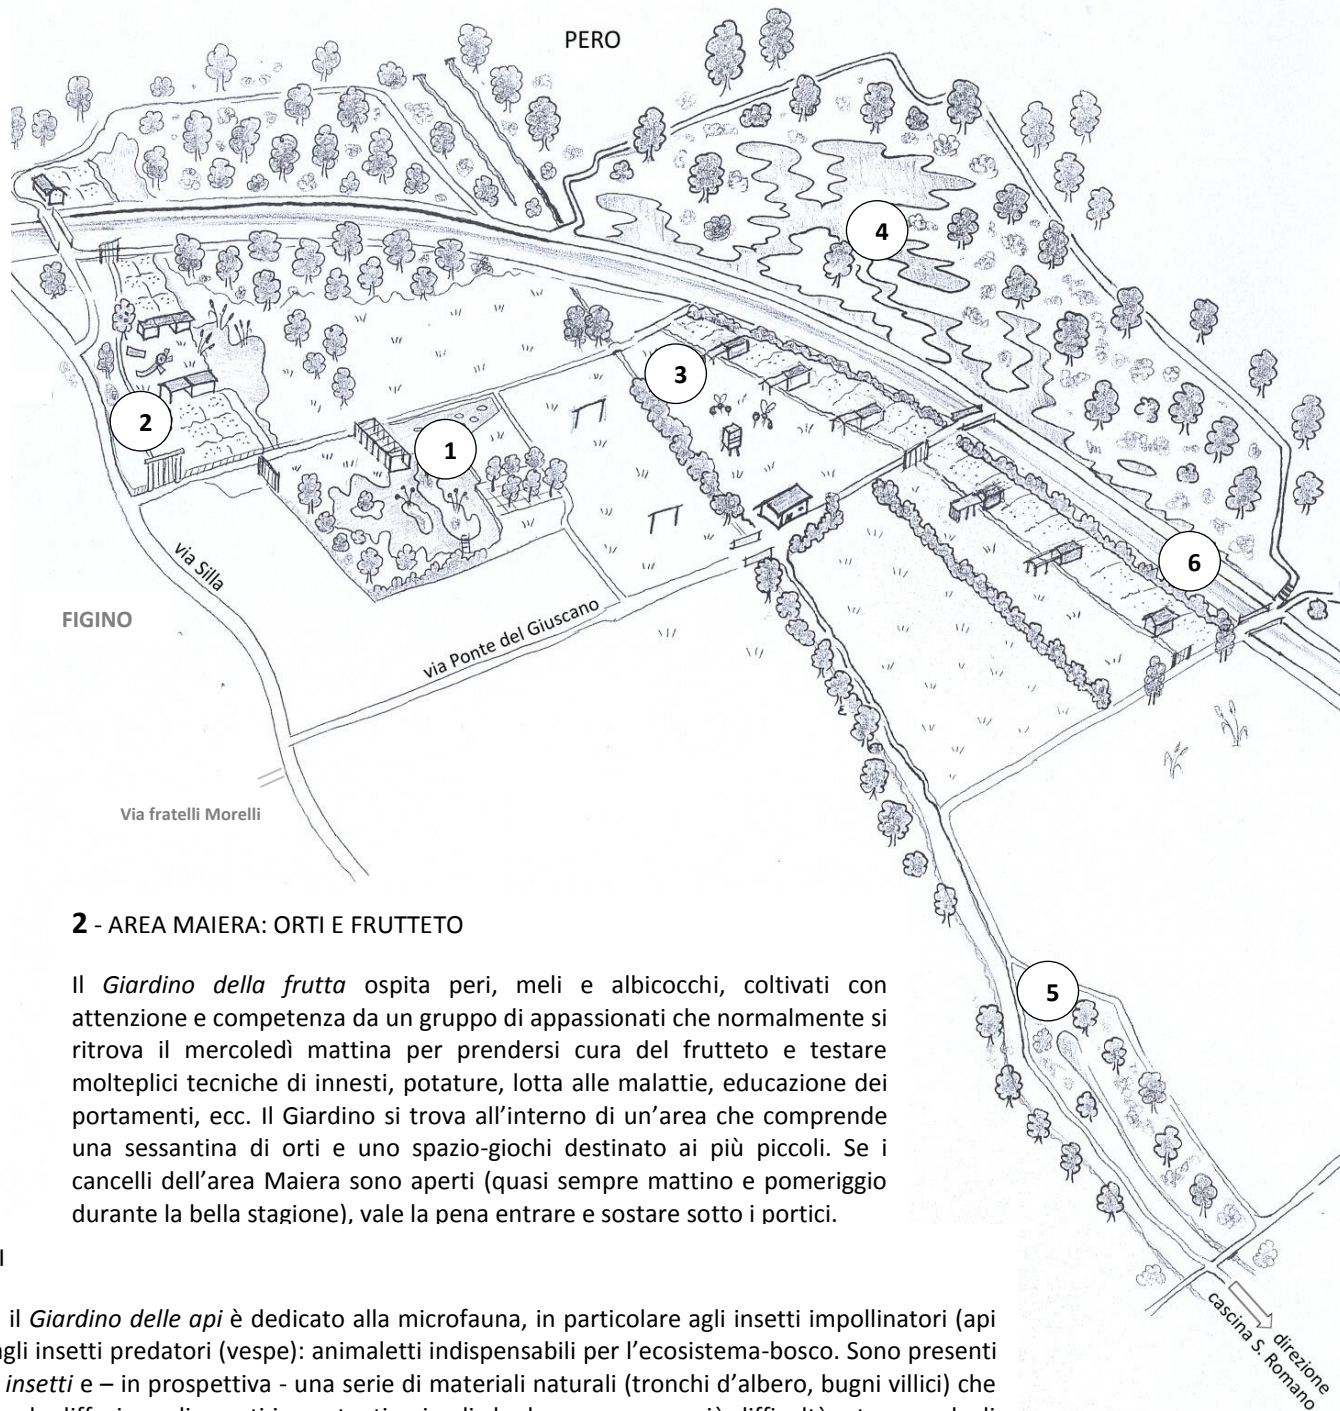 PERO
4
3
2
1
6
via Silla
FIGINO
via Ponte del Giuscano
Via fratelli Morelli
5
2 - AREA MAIERA: ORTI E FRUTTETO
Il Giardino della frutta ospita peri, meli e albicocchi, coltivati con
attenzione e competenza da un gruppo di appassionati che normalmente si
ritrova il mercoledì mattina per prendersi cura del frutteto e testare
molteplici tecniche di innesti, potature, lotta alle malattie, educazione dei
portamenti, ecc. Il Giardino si trova all’interno di un’area che comprende
una sessantina di orti e uno spazio-giochi destinato ai più piccoli. Se i
cancelli dell’area Maiera sono aperti (quasi sempre mattino e pomeriggio
durante la bella stagione), vale la pena entrare e sostare sotto i portici.
I
il Giardino delle api è dedicato alla microfauna, in particolare agli insetti impollinatori (api
gli insetti predatori (vespe): animaletti indispensabili per l’ecosistema-bosco. Sono presenti
insetti e – in prospettiva - una serie di materiali naturali (tronchi d’albero, bugni villici) che
direzione
cascina S. Romano